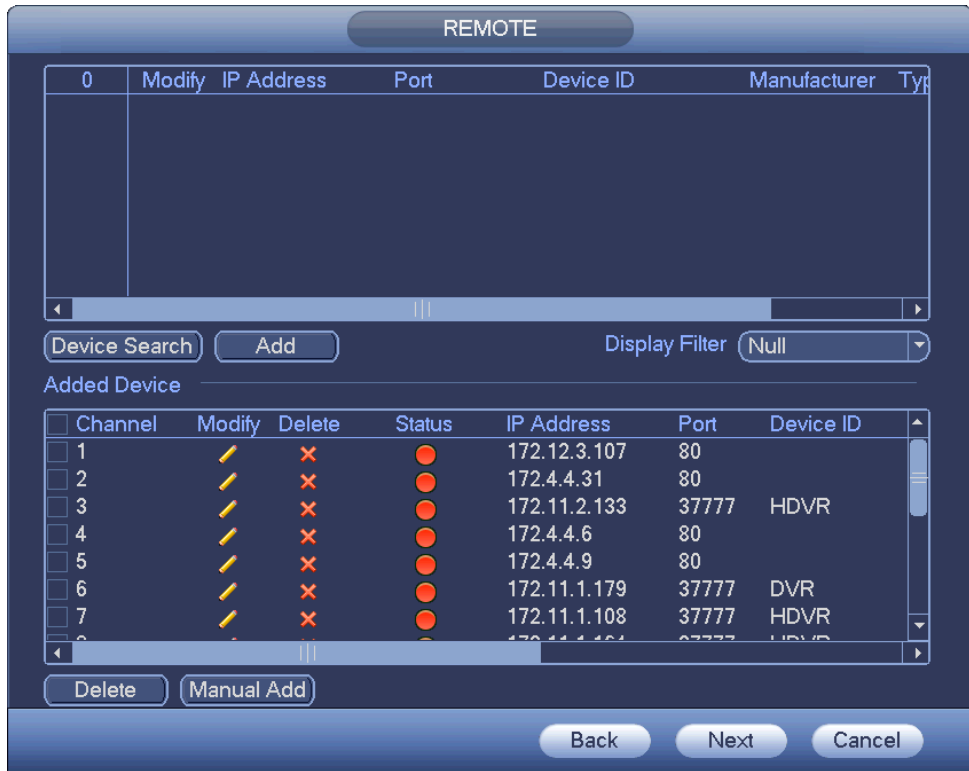 REMOTE
0 Modify IP Address Port Device ID Manufacturer Typ
Device Search Add Display Filter Null
Added Device
Channel Modify Delete Status IP Address Port Device ID
1 172.12.3.107 80
2 172.4.4.31 80
3 172.11.2.133 37777 HDVR
4 172.4.4.6 80
5 172.4.4.9 80
6 172.11.1.179 37777 DVR
7 172.11.1.108 37777 HDVR
Delete Manual Add
Back Next Cancel